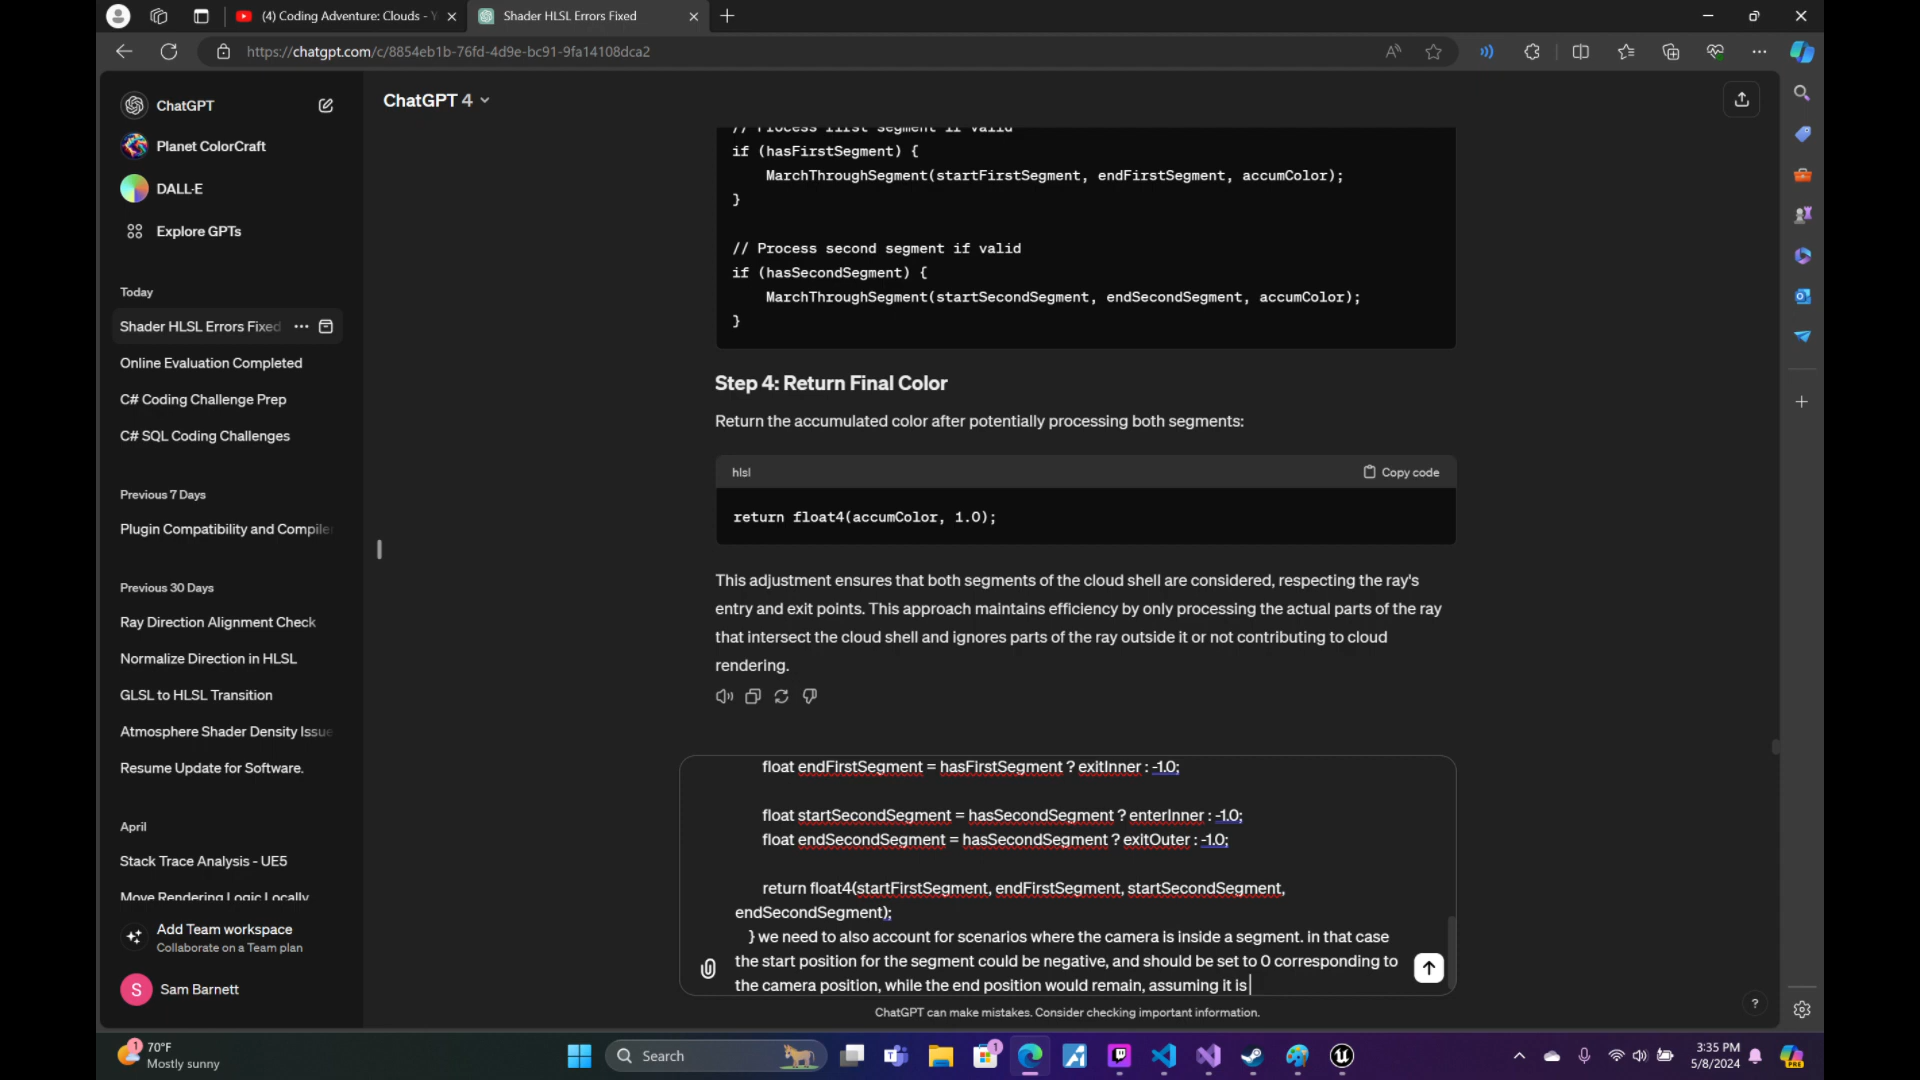 (4) Coding Adventure: Clouds -
Shader HLSL Errors Fixed
https://chatgpt.com/c/8854eb1b-76fd-4d9e-bc91-9fa14108dca2
ChatGPT
Planet ColorCraft
DALL·E
Explore GPTs
Today
Shader HLSL Errors Fixed
Online Evaluation Completed
C# Coding Challenge Prep
C# SQL Coding Challenges
Previous 7 Days
Plugin Compatibility and Compile
Previous 30 Days
Ray Direction Alignment Check
Normalize Direction in HLSL
GLSL to HLSL Transition
Atmosphere Shader Density Issue
Resume Update for Software.
April
Stack Trace Analysis - UE5
Move Rendering Logic Locally
Add Team workspace
Collaborate on a Team plan
S
Sam Barnett
ChatGPT 4
// Process first segment if valid
if (hasFirstSegment) {
MarchThroughSegment(startFirstSegment, endFirstSegment, accumColor);
}
// Process second segment if valid
if (hasSecondSegment) {
MarchThroughSegment(startSecondSegment, endSecondSegment, accumColor);
}
Step 4: Return Final Color
Return the accumulated color after potentially processing both segments:
hlsl
Copy code
return float4(accumColor, 1.0);
This adjustment ensures that both segments of the cloud shell are considered, respecting the ray's
entry and exit points. This approach maintains efficiency by only processing the actual parts of the ray
that intersect the cloud shell and ignores parts of the ray outside it or not contributing to cloud
rendering.
float endFirstSegment = hasFirstSegment ? exitInner : -1.0;
float startSecondSegment = hasSecondSegment ? enterInner : -1.0;
float endSecondSegment = hasSecondSegment ? exitOuter : -1.0;
return float4(startFirstSegment, endFirstSegment, startSecondSegment,
endSecondSegment);
} we need to also account for scenarios where the camera is inside a segment. in that case
the start position for the segment could be negative, and should be set to 0 corresponding to
the camera position, while the end position would remain, assuming it is
ChatGPT can make mistakes. Consider checking important information.
?
1
70°F
Mostly sunny
Search
1
3:35 PM
5/8/2024
PRE